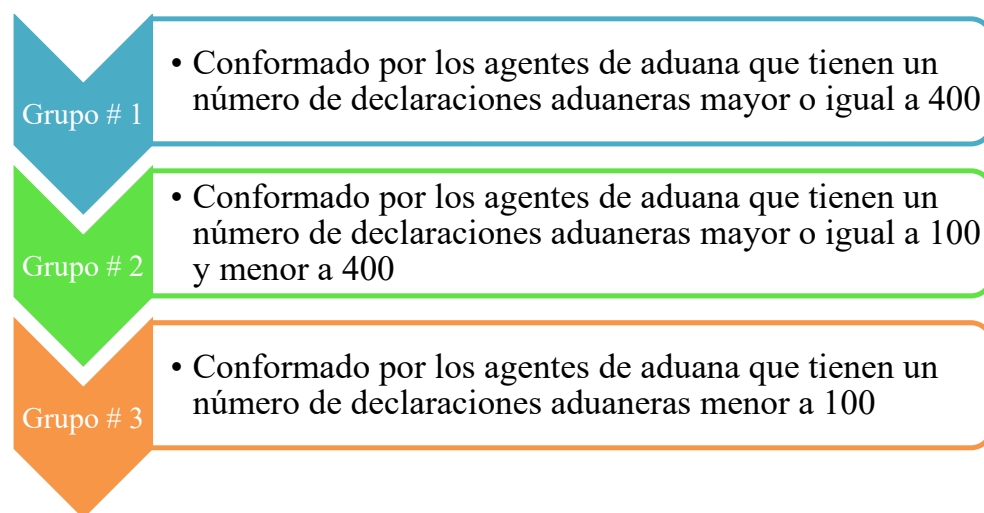 Grupo # 1
• Conformado por los agentes de aduana que tienen un
número de declaraciones aduaneras mayor o igual a 400
Grupo # 2
• Conformado por los agentes de aduana que tienen un
número de declaraciones aduaneras mayor o igual a 100
y menor a 400
Grupo # 3
• Conformado por los agentes de aduana que tienen un
número de declaraciones aduaneras menor a 100